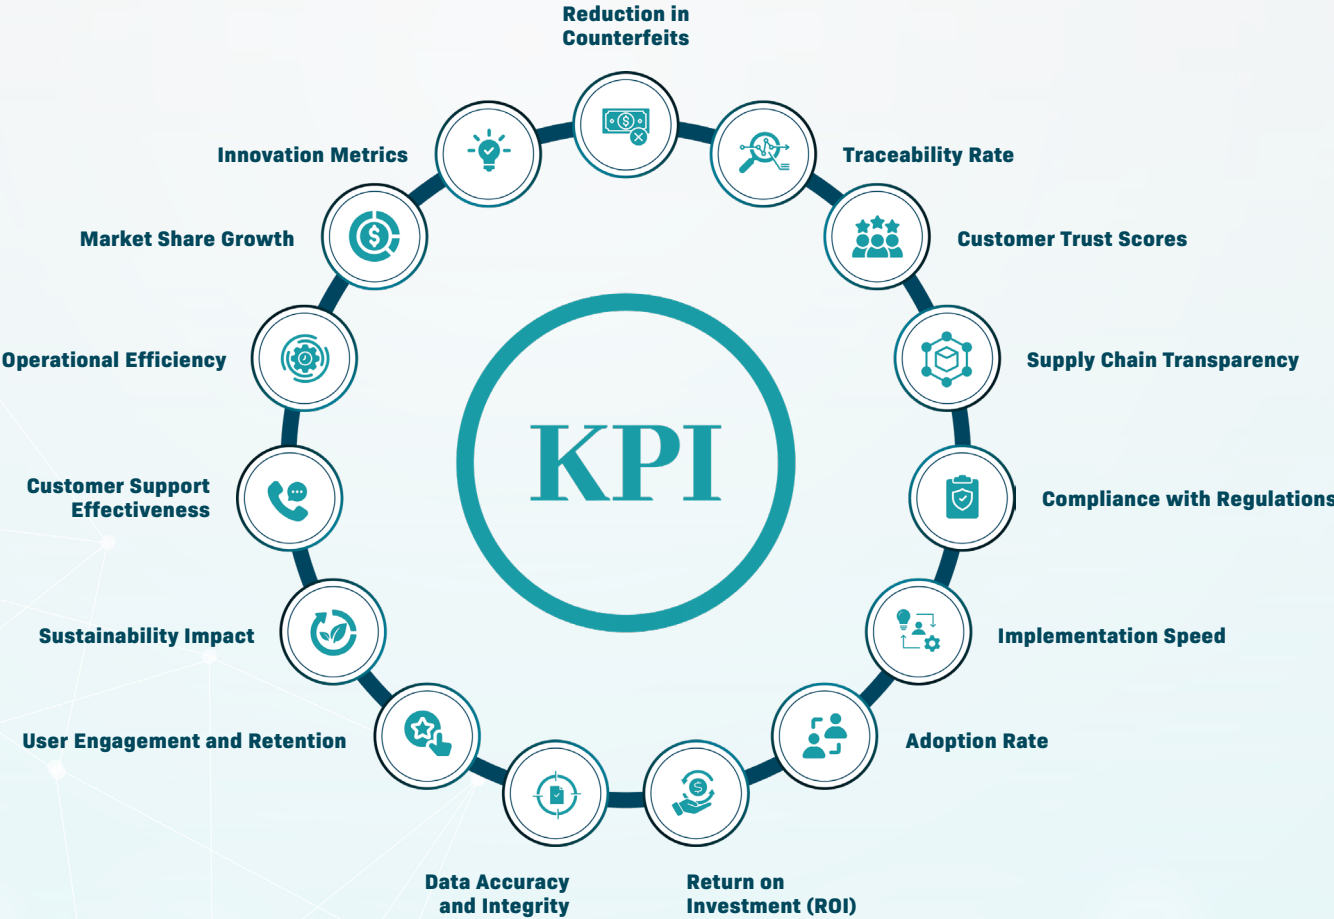 Reduction in
Counterfeits
Innovation Metrics
Traceability Rate
Market Share Growth
Customer Trust Scores
Operational Efficiency
Supply Chain Transparency
KPI
Customer Support
Effectiveness
Compliance with Regulations
Sustainability Impact
Implementation Speed
User Engagement and Retention
Adoption Rate
Data Accuracy
and Integrity
Return on
Investment (ROI)